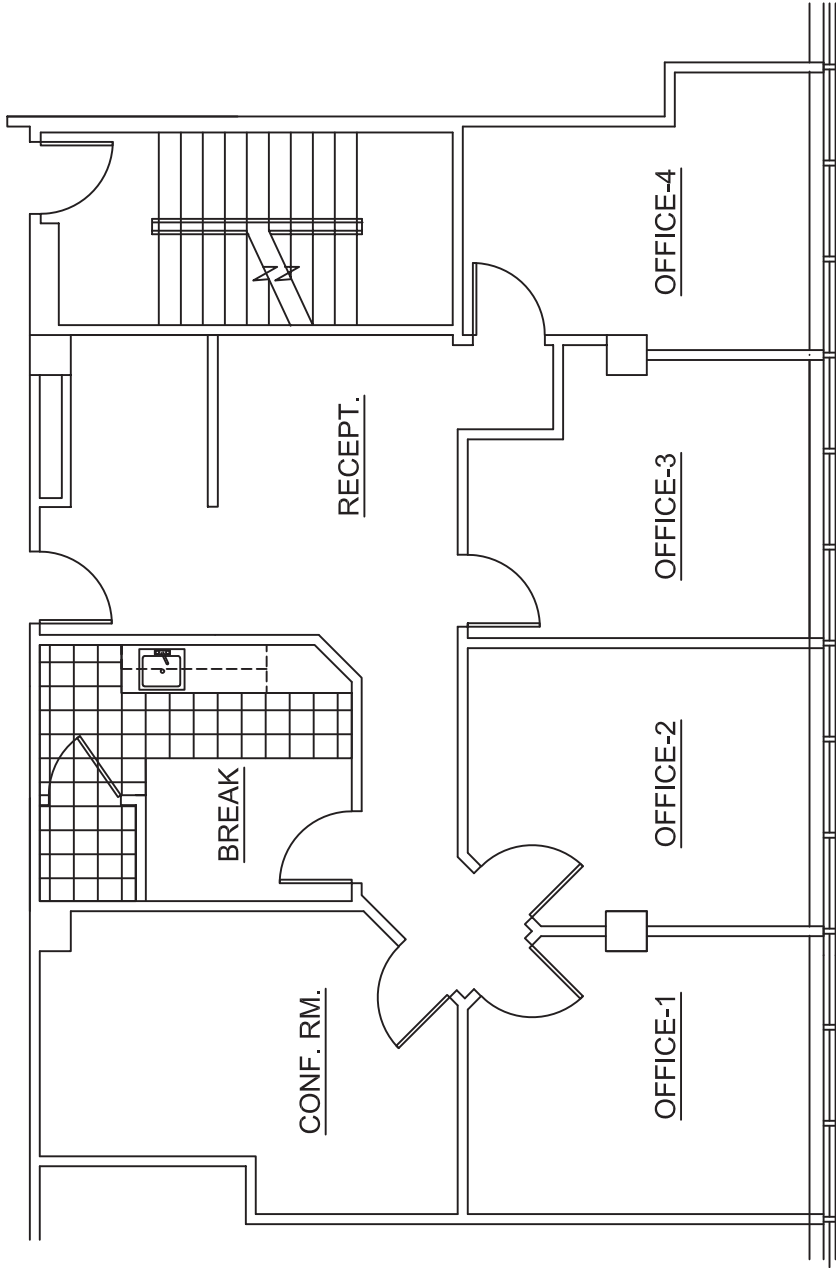 CONF. RM.
BREAK
RECEPT.
OFFICE-1
OFFICE-2
OFFICE-3
OFFICE-4